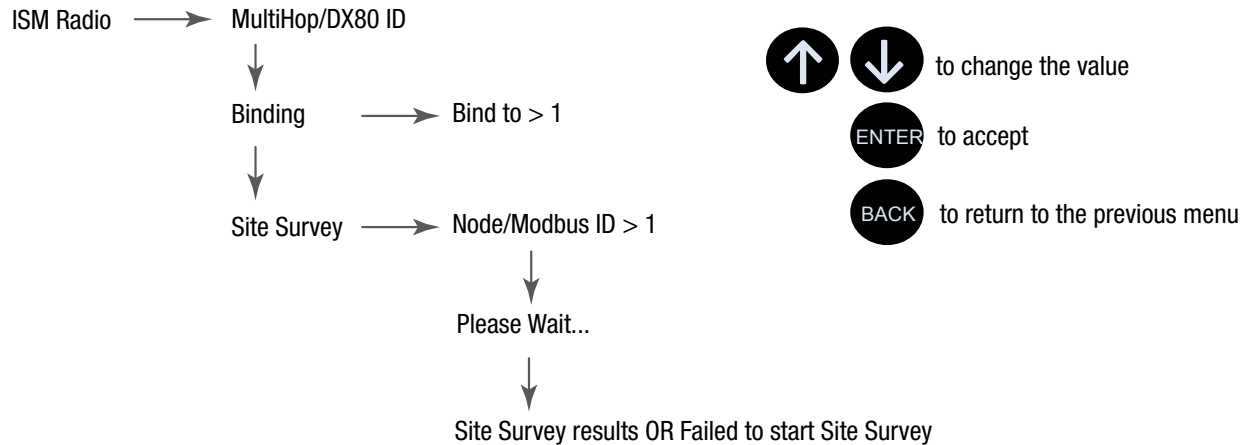 ISM Radio
MultiHop/DX80 ID
Binding
Bind to > 1
Site Survey
Node/Modbus ID > 1
Please Wait...
Site Survey results OR Failed to start Site Survey
to change the value
ENTER to accept
BACK to return to the previous menu